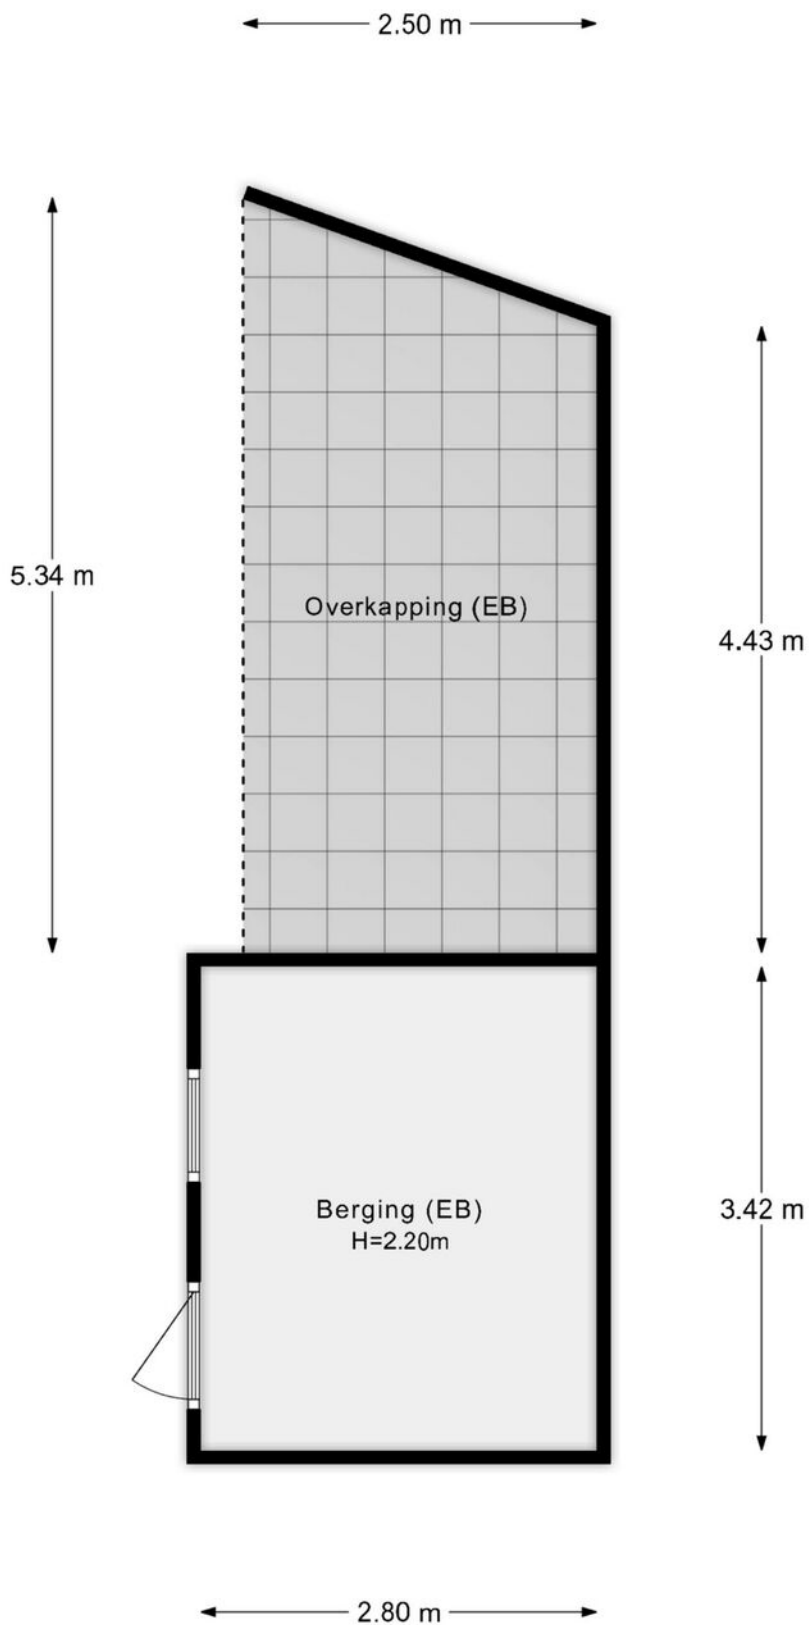 2.50 m
5.34 m
Overkapping (EB)
4.43 m
Berging (EB)
H=2.20m
3.42 m
2.80 m